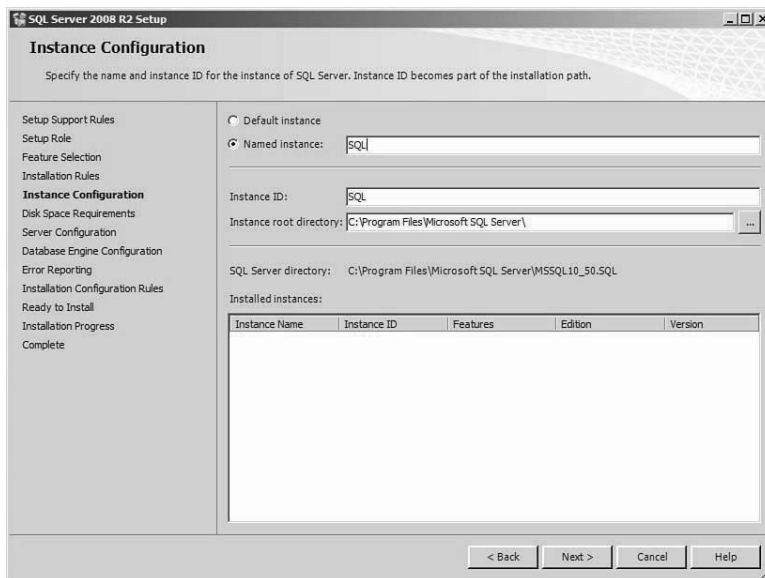 SQL Server 2008 R2 Setup
Instance Configuration
Specify the name and instance ID for the instance of SQL Server. Instance ID becomes part of the installation path.
Setup Support Rules
Setup Role
Feature Selection
Installation Rules
Instance Configuration
Disk Space Requirements
Server Configuration
Database Engine Configuration
Error Reporting
Installation Configuration Rules
Ready to Install
Installation Progress
Complete
Default instance
Named instance: SQL
Instance ID: SQL
Instance root directory: C:\Program Files\Microsoft SQL Server\ ...
SQL Server directory: C:\Program Files\Microsoft SQL Server\MSSQL10_50.SQL
Installed instances:
Instance Name Instance ID Features Edition Version
< Back Next > Cancel Help